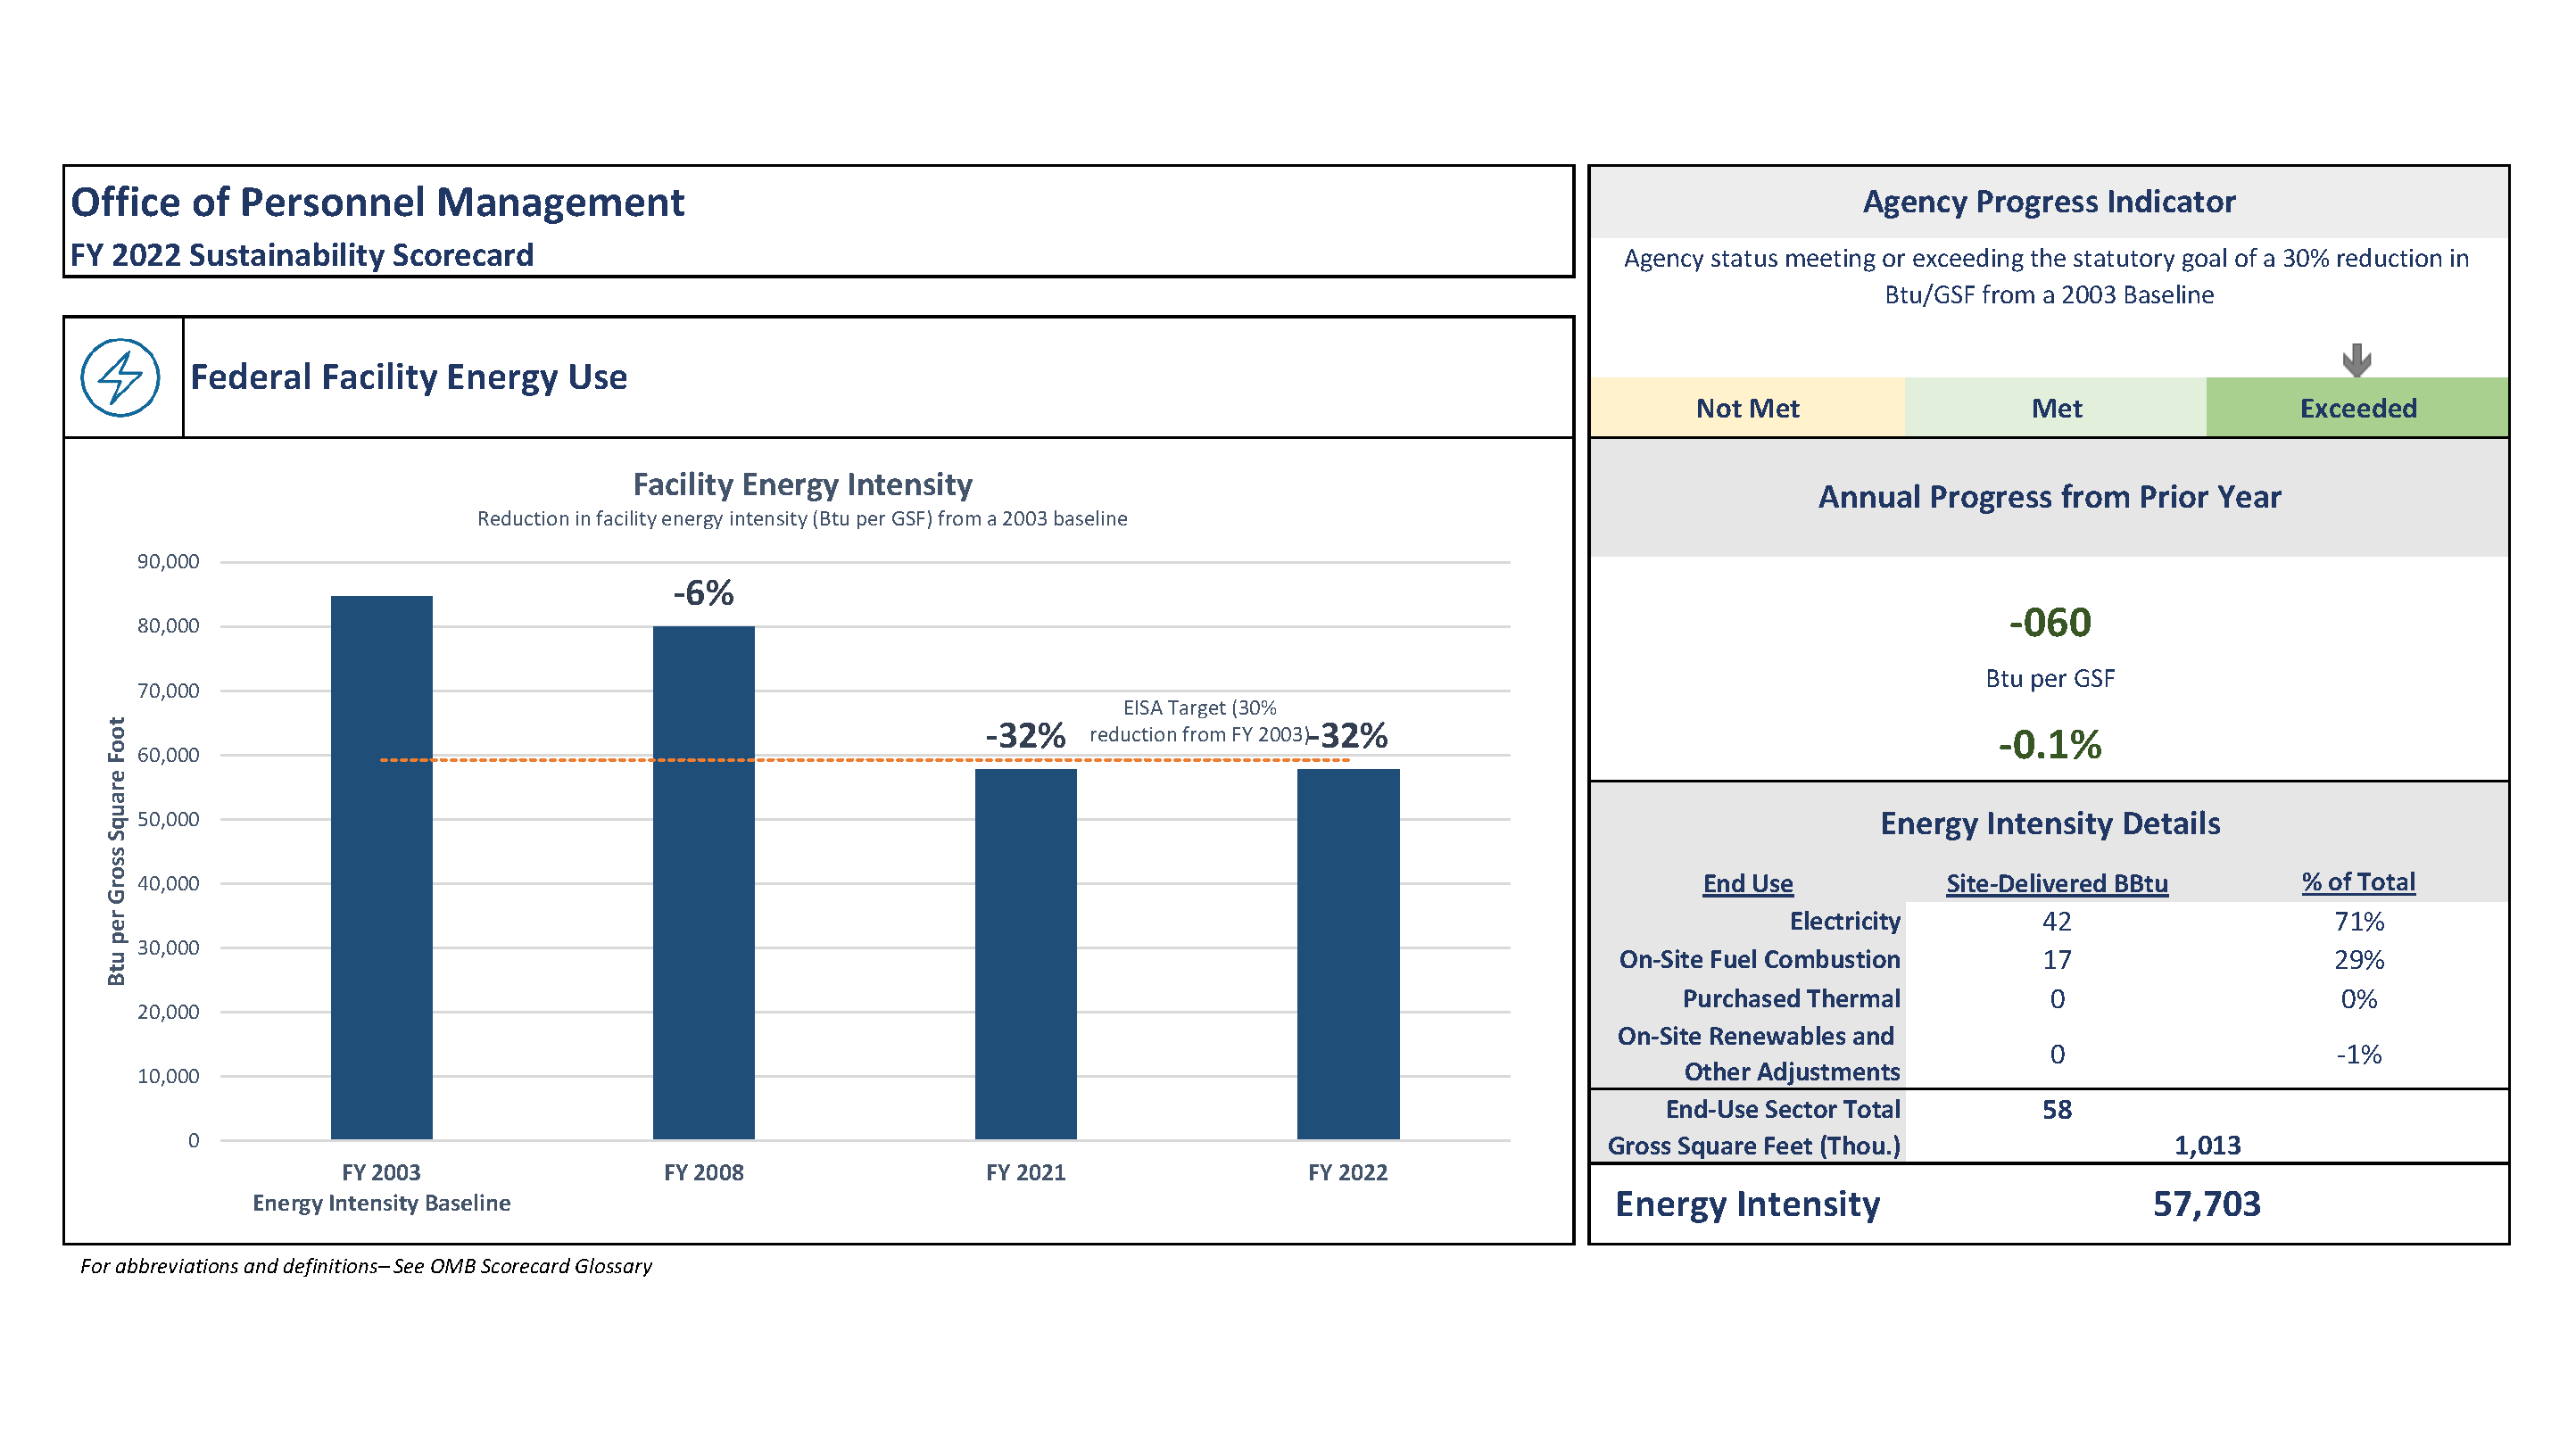 Office of Personnel Management
FY 2022 Sustainability Scorecard
Federal Facility Energy Use
Facility Energy Intensity
Reduction in facility energy intensity (Btu per GSF) from a 2003 baseline
Btu per Gross Square Foot
90,000
80,000
70,000
60,000
50,000
40,000
30,000
20,000
10,000
0
-6%
-32%
EISA Target (30%
reduction from FY 2003)
-32%
FY 2003
Energy Intensity Baseline
FY 2008
FY 2021
FY 2022
For abbreviations and definitions– See OMB Scorecard Glossary
Agency Progress Indicator
Agency status meeting or exceeding the statutory goal of a 30% reduction in
Btu/GSF from a 2003 Baseline
Not Met Met Exceeded
Annual Progress from Prior Year
-060
Btu per GSF
-0.1%
Energy Intensity Details
End Use Site-Delivered BBtu % of Total
Electricity 42 71%
On-Site Fuel Combustion 17 29%
Purchased Thermal 0 0%
On-Site Renewables and
Other Adjustments 0 -1%
End-Use Sector Total 58
Gross Square Feet (Thou.) 1,013
Energy Intensity 57,703